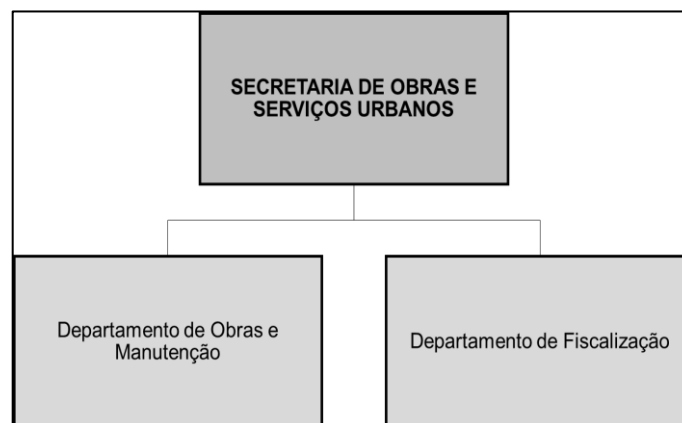 SECRETARIA DE OBRAS E
SERVIÇOS URBANOS
Departamento de Obras e
Manutenção
Departamento de Fiscalização